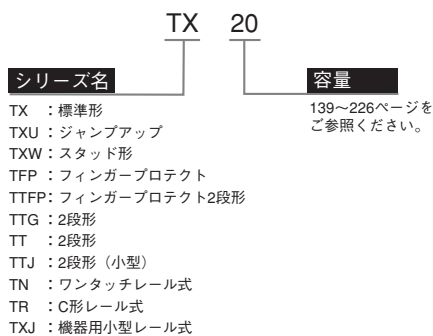 TX 20
シリーズ名
TX :標準形
TXU :ジャンプアップ
TXW :スタッド形
TFP :フィンガープロテクト
TTFP:フィンガープロテクト2段形
TTG :2段形
TT :2段形
TTJ :2段形(小型)
TN :ワンタッチレール式
TR :C形レール式
TXJ :機器用小型レール式
容量
139~226ページを
ご参照ください。